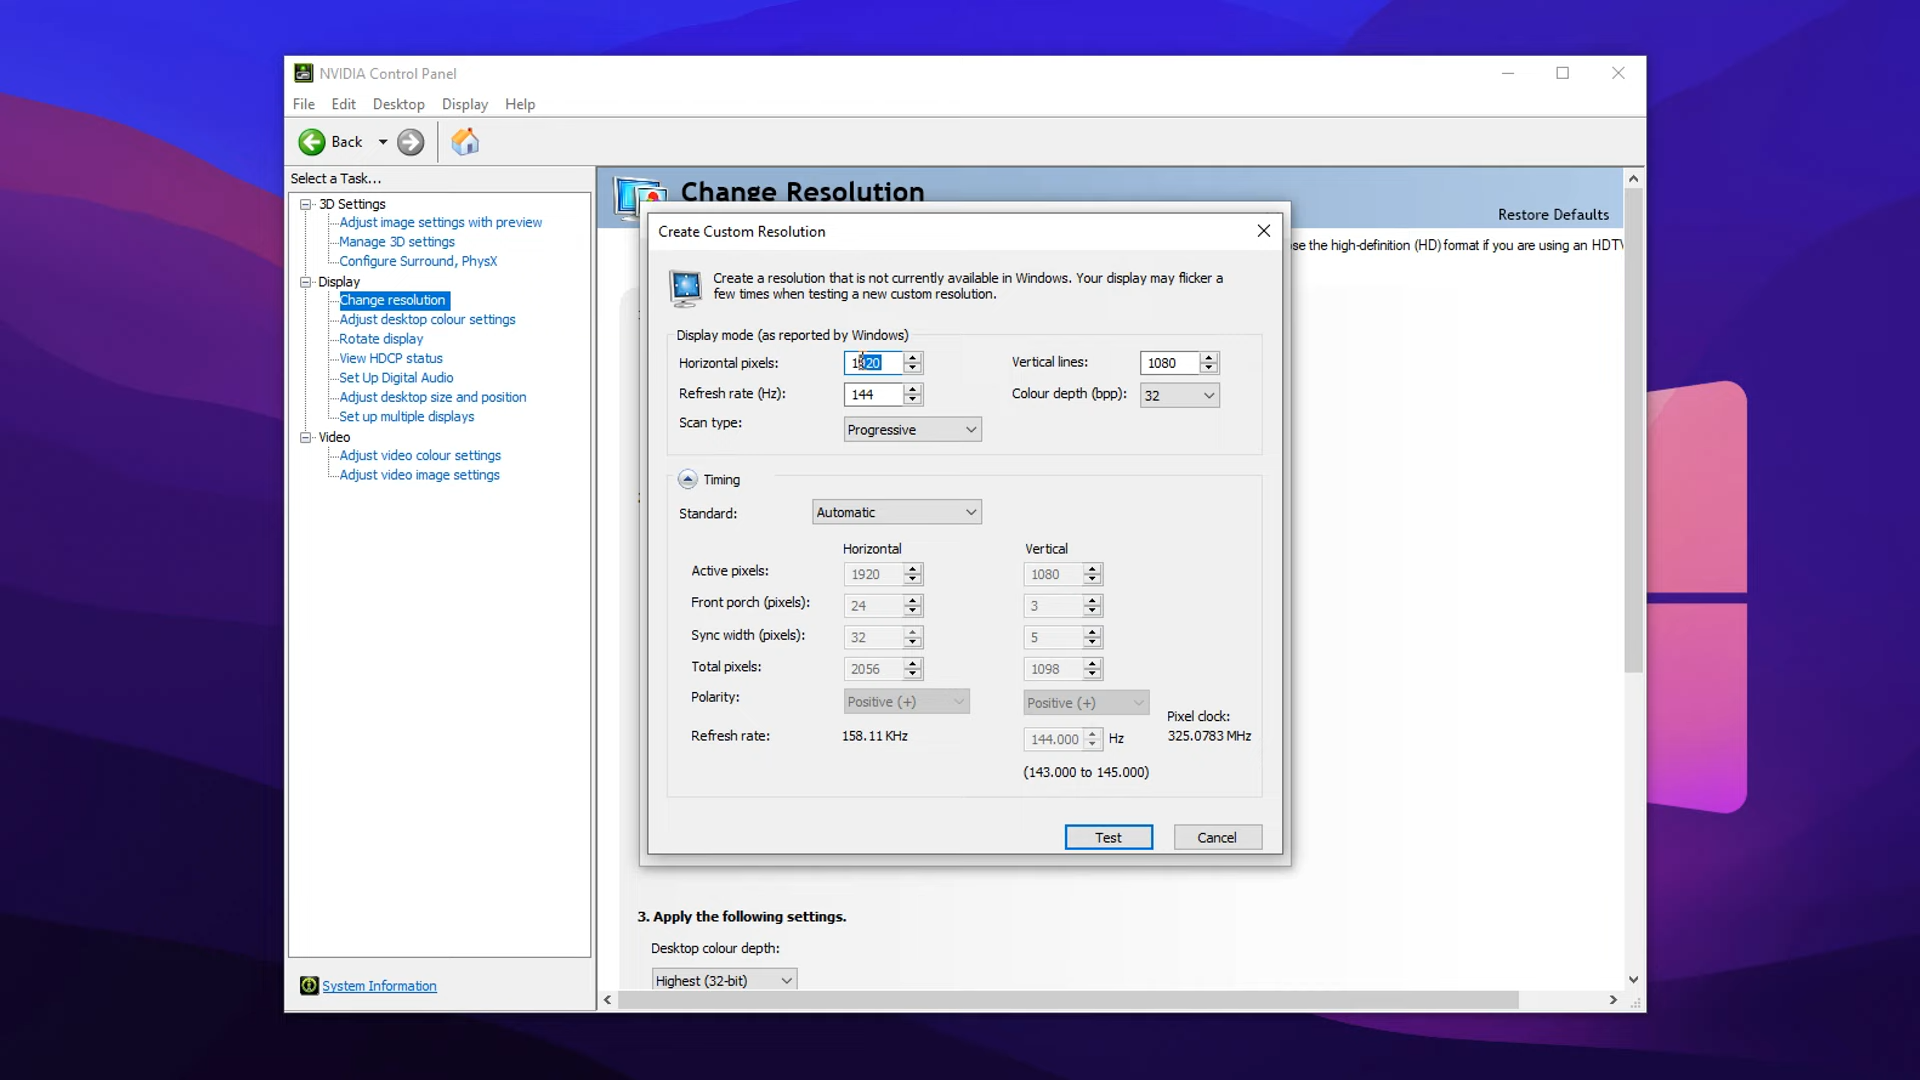 NVIDIA Control Panel
File Edit Desktop Display Help
Back
Select a Task...
3D Settings
Adjust image settings with preview
Manage 3D settings
Configure Surround, PhysX
Display
Change resolution
Adjust desktop colour settings
Rotate display
View HDCP status
Set Up Digital Audio
Adjust desktop size and position
Set up multiple displays
Video
Adjust video colour settings
Adjust video image settings
System Information
Change Resolution
Restore Defaults
se the high-definition (HD) format if you are using an HDTV
Create Custom Resolution
Create a resolution that is not currently available in Windows. Your display may flicker a
few times when testing a new custom resolution.
Display mode (as reported by Windows)
Horizontal pixels: 1920 Vertical lines: 1080
Refresh rate (Hz): 144 Colour depth (bpp): 32
Scan type: Progressive
Timing
Standard: Automatic
Horizontal Vertical
Active pixels: 1920 1080
Front porch (pixels): 24 3
Sync width (pixels): 32 5
Total pixels: 2056 1098
Polarity: Positive (+) Positive (+)
Pixel clock:
Refresh rate: 158.11 KHz 144.000 Hz 325.0783 MHz
(143.000 to 145.000)
Test Cancel
3. Apply the following settings.
Desktop colour depth:
Highest (32-bit)